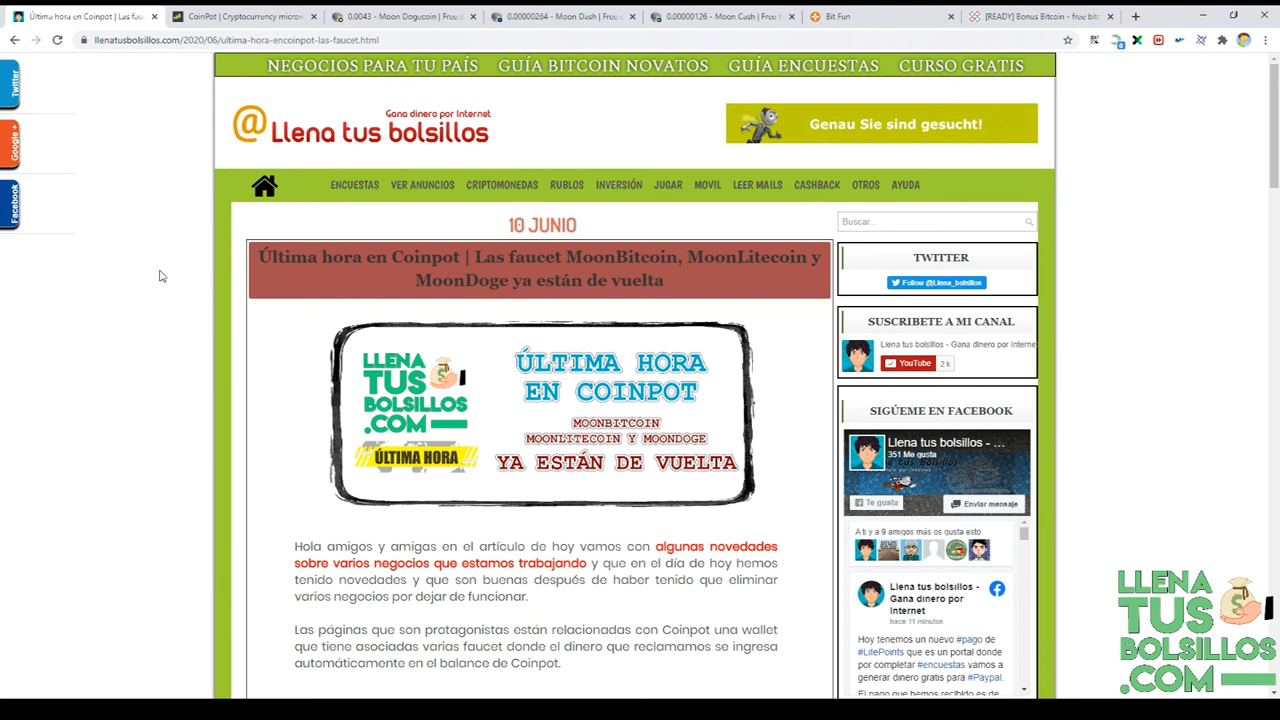 Última hora en Coinpot | Las fau
CoinPot | Cryptocurrency microw
0.0043 - Moon Dogecoin | Free d
0.00000264 - Moon Dash | Free
0.00000126 - Moon Cash | Free b
Bit Fun
[READY] Bonus Bitcoin - free bit
llenatusbolsillos.com/2020/06/ultima-hora-encoinpot-las-faucet.html
Twitter
Google +
Facebook
NEGOCIOS PARA TU PAÍS GUÍA BITCOIN NOVATOS GUÍA ENCUESTAS CURSO GRATIS
Gana dinero por Internet
@Llena tus bolsillos
Genau Sie sind gesucht!
ENCUESTAS VER ANUNCIOS CRIPTOMONEDAS RUBLOS INVERSIÓN JUGAR MOVIL LEER MAILS CASHBACK OTROS AYUDA
10 JUNIO
Última hora en Coinpot | Las faucet MoonBitcoin, MoonLitecoin y
MoonDoge ya están de vuelta
LLENA
TUS
BOLSILLOS
.COM
ÚLTIMA HORA
ÚLTIMA HORA
EN COINPOT
MOONBITCOIN
MOONLITECOIN Y MOONDOGE
YA ESTÁN DE VUELTA
Hola amigos y amigas en el artículo de hoy vamos con algunas novedades
sobre varios negocios que estamos trabajando y que en el día de hoy hemos
tenido novedades y que son buenas después de haber tenido que eliminar
varios negocios por dejar de funcionar.
Las páginas que son protagonistas están relacionadas con Coinpot una wallet
que tiene asociadas varias faucet donde el dinero que reclamamos se ingresa
automáticamente en el balance de Coinpot.
Buscar...
TWITTER
Follow @Llena_bolsillos
SUSCRIBETE A MI CANAL
Llena tus bolsillos - Gana dinero por Interne
YouTube 2 k
SIGÚEME EN FACEBOOK
Llena tus bolsillos - ...
351 Me gusta
Te gusta
Enviar mensaje
A ti y a 9 amigos más os gusta esto
Llena tus bolsillos -
Gana dinero por
Internet
hace 11 minutos
Hoy tenemos un nuevo #pago de
#LifePoints que es un portal donde
por completar #encuestas vamos a
generar dinero gratis para #Paypal.
El pago que hemos recibido es de
LLENA
TUS
BOLSILLOS
.COM